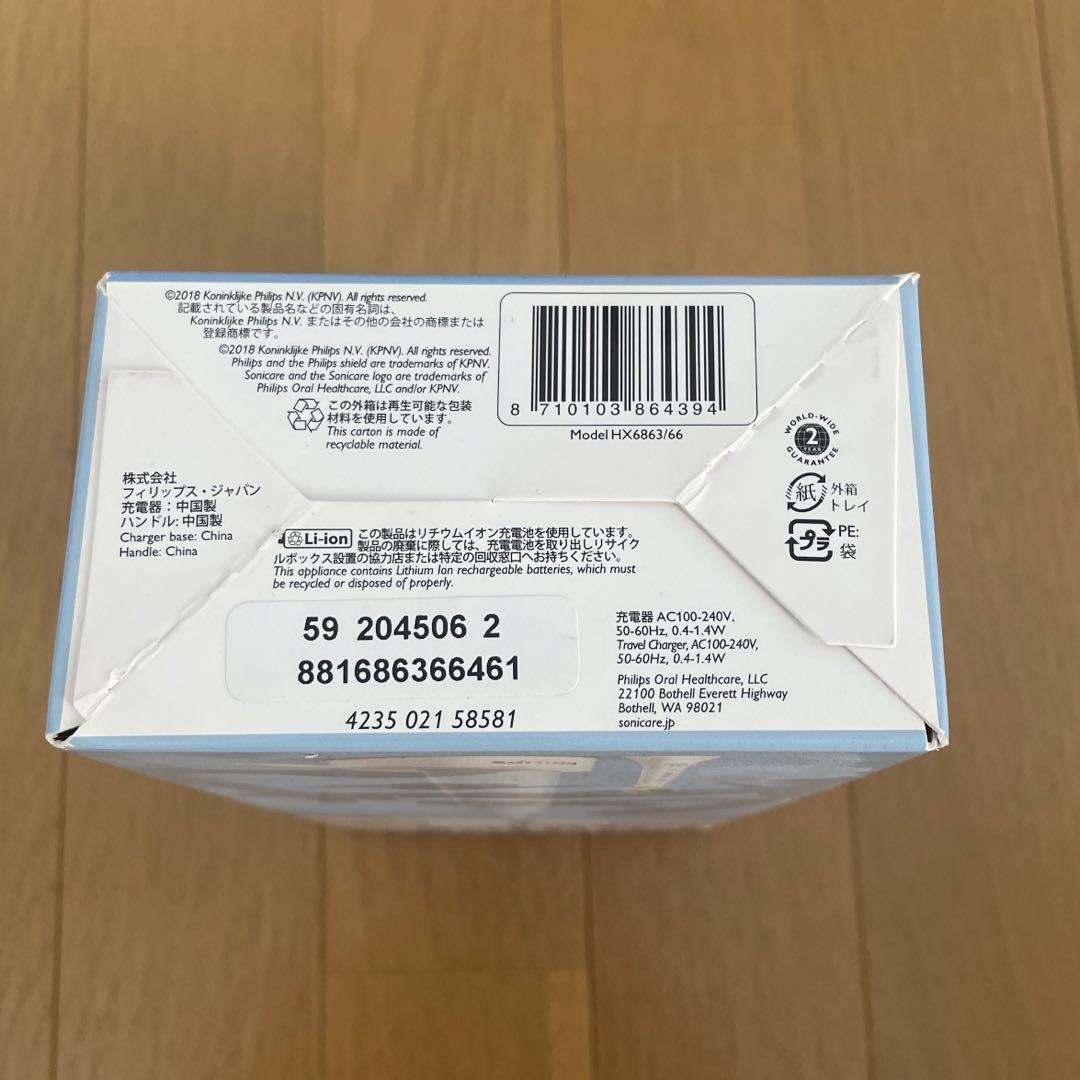 ©2018 Koninklijke Philips N.V. (KPNV). All rights reserved.
記載されている製品名などの固有名詞は、
Koninklijke Philips N.V. またはその他の会社の商標または
登録商標です。
©2018 Koninklijke Philips N.V. (KPNV). All rights reserved.
Philips and the Philips shield are trademarks of KPNV.
Sonicare and the Sonicare logo are trademarks of
Philips Oral Healthcare, LLC and/or KPNV.
この外箱は再生可能な包装
材料を使用しています。
This carton is made of
recyclable material.
8 710103 864394
Model HX6863/66
WORLD-WIDE
2
YEAR
GUARANTEE
紙 外箱
トレイ
プラ PE:
袋
株式会社
フィリップス・ジャパン
充電器：中国製
ハンドル: 中国製
Charger base: China
Handle: China
Li-ion この製品はリチウムイオン充電池を使用しています。
製品の廃棄に際しては、充電電池を取り出しリサイク
ルボックス設置の協力店または特定の回収窓口へお持ちください。
This appliance contains Lithium Ion rechargeable batteries, which must
be recycled or disposed of properly.
59 204506 2
881686366461
4235 021 58581
充電器 AC100-240V,
50-60Hz, 0.4-1.4W
Travel Charger, AC100-240V,
50-60Hz, 0.4-1.4W
Philips Oral Healthcare, LLC
22100 Bothell Everett Highway
Bothell, WA 98021
sonicare.jp
PHILIPS